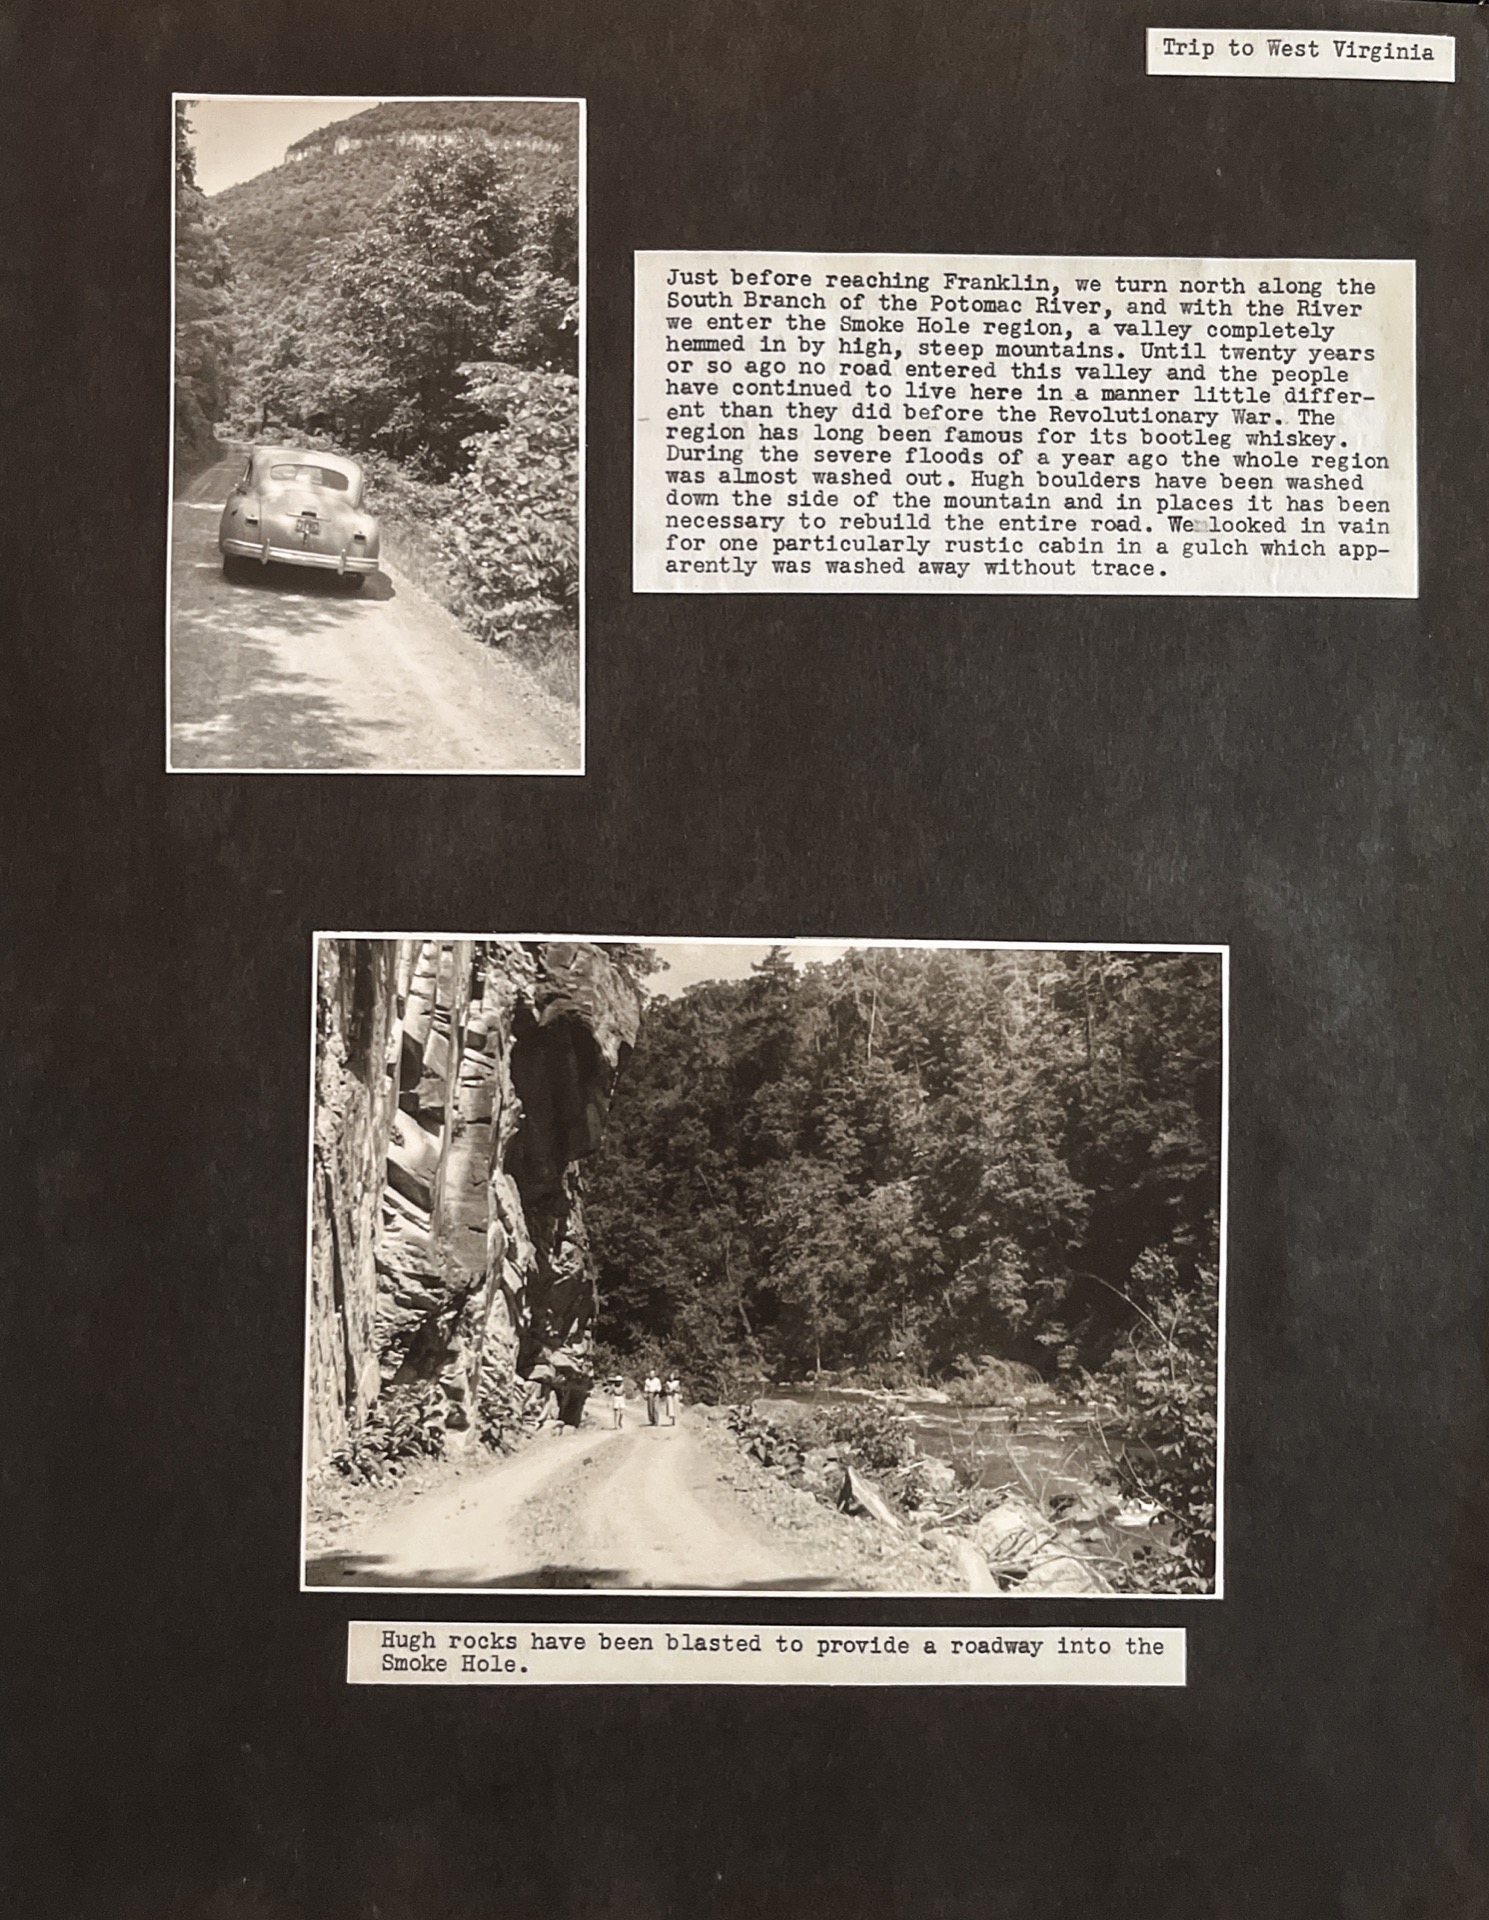 Trip to West Virginia
Just before reaching Franklin, we turn north along the
South Branch of the Potomac River, and with the River
we enter the Smoke Hole region, a valley completely
hemmed in by high, steep mountains. Until twenty years
or so ago no road entered this valley and the people
have continued to live here in a manner little differ-
ent than they did before the Revolutionary War. The
region has long been famous for its bootleg whiskey.
During the severe floods of a year ago the whole region
was almost washed out. Hugh boulders have been washed
down the side of the mountain and in places it has been
necessary to rebuild the entire road. We looked in vain
for one particularly rustic cabin in a gulch which app-
arently was washed away without trace.
Hugh rocks have been blasted to provide a roadway into the
Smoke Hole.